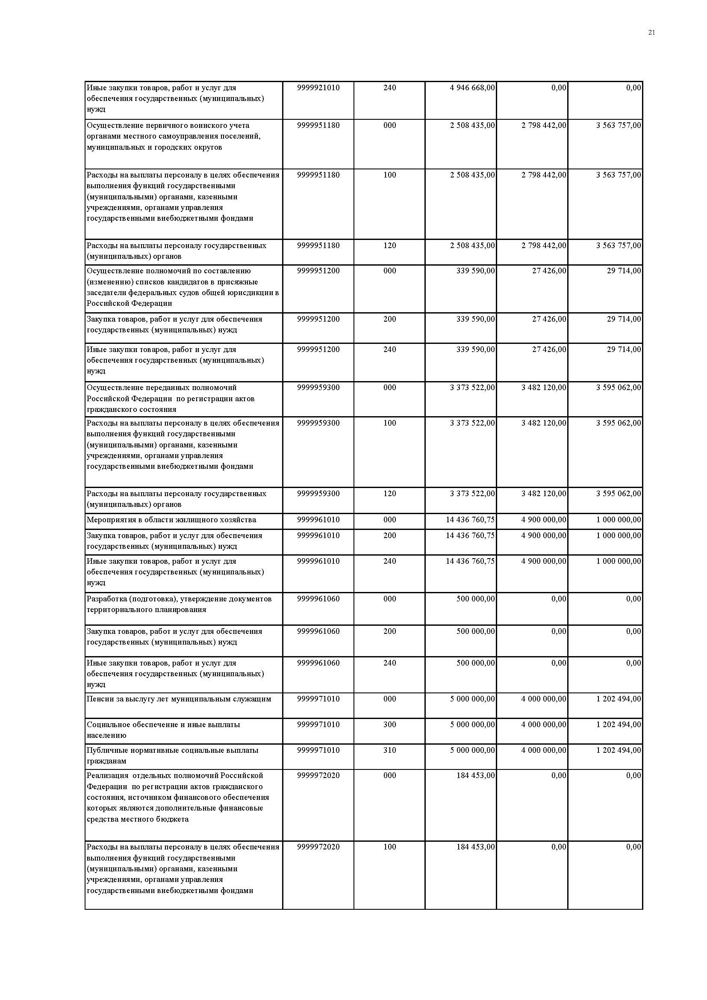 21
Иные закупки товаров, работ и услуг для 9999921010 240 4 946 668,00 0,00 0,00
обеспечения государственных (муниципальных)
нужд
Осуществление первичного воинского учета 9999951180 000 2 508 435,00 2 798 442,00 3 563 757,00
органами местного самоуправления поселений,
муниципальных и городских округов
Расходы на выплаты персоналу в целях обеспечения 9999951180 100 2 508 435,00 2 798 442,00 3 563 757,00
выполнения функций государственными
(муниципальными) органами, казенными
учреждениями, органами управления
государственными внебюджетными фондами
Расходы на выплаты персоналу государственных 9999951180 120 2 508 435,00 2 798 442,00 3 563 757,00
(муниципальных) органов
Осуществление полномочий по составлению 9999951200 000 339 590,00 27 426,00 29 714,00
(изменению) списков кандидатов в присяжные
заседатели федеральных судов общей юрисдикции в
Российской Федерации
Закупка товаров, работ и услуг для обеспечения 9999951200 200 339 590,00 27 426,00 29 714,00
государственных (муниципальных) нужд
Иные закупки товаров, работ и услуг для 9999951200 240 339 590,00 27 426,00 29 714,00
обеспечения государственных (муниципальных)
нужд
Осуществление переданных полномочий 9999959300 000 3 373 522,00 3 482 120,00 3 595 062,00
Российской Федерации  по регистрации актов
гражданского состояния
Расходы на выплаты персоналу в целях обеспечения 9999959300 100 3 373 522,00 3 482 120,00 3 595 062,00
выполнения функций государственными
(муниципальными) органами, казенными
учреждениями, органами управления
государственными внебюджетными фондами
Расходы на выплаты персоналу государственных 9999959300 120 3 373 522,00 3 482 120,00 3 595 062,00
(муниципальных) органов
Мероприятия в области жилищного хозяйства 9999961010 000 14 436 760,75 4 900 000,00 1 000 000,00
Закупка товаров, работ и услуг для обеспечения 9999961010 200 14 436 760,75 4 900 000,00 1 000 000,00
государственных (муниципальных) нужд
Иные закупки товаров, работ и услуг для 9999961010 240 14 436 760,75 4 900 000,00 1 000 000,00
обеспечения государственных (муниципальных)
нужд
Разработка (подготовка), утверждение документов 9999961060 000 500 000,00 0,00 0,00
территориального планирования
Закупка товаров, работ и услуг для обеспечения 9999961060 200 500 000,00 0,00 0,00
государственных (муниципальных) нужд
Иные закупки товаров, работ и услуг для 9999961060 240 500 000,00 0,00 0,00
обеспечения государственных (муниципальных)
нужд
Пенсии за выслугу лет муниципальным служащим 9999971010 000 5 000 000,00 4 000 000,00 1 202 494,00
Социальное обеспечение и иные выплаты 9999971010 300 5 000 000,00 4 000 000,00 1 202 494,00
населению
Публичные нормативные социальные выплаты 9999971010 310 5 000 000,00 4 000 000,00 1 202 494,00
гражданам
Реализация  отдельных полномочий Российской 9999972020 000 184 453,00 0,00 0,00
Федерации  по регистрации актов гражданского
состояния, источником финансового обеспечения
которых являются дополнительные финансовые
средства местного бюджета
Расходы на выплаты персоналу в целях обеспечения 9999972020 100 184 453,00 0,00 0,00
выполнения функций государственными
(муниципальными) органами, казенными
учреждениями, органами управления
государственными внебюджетными фондами